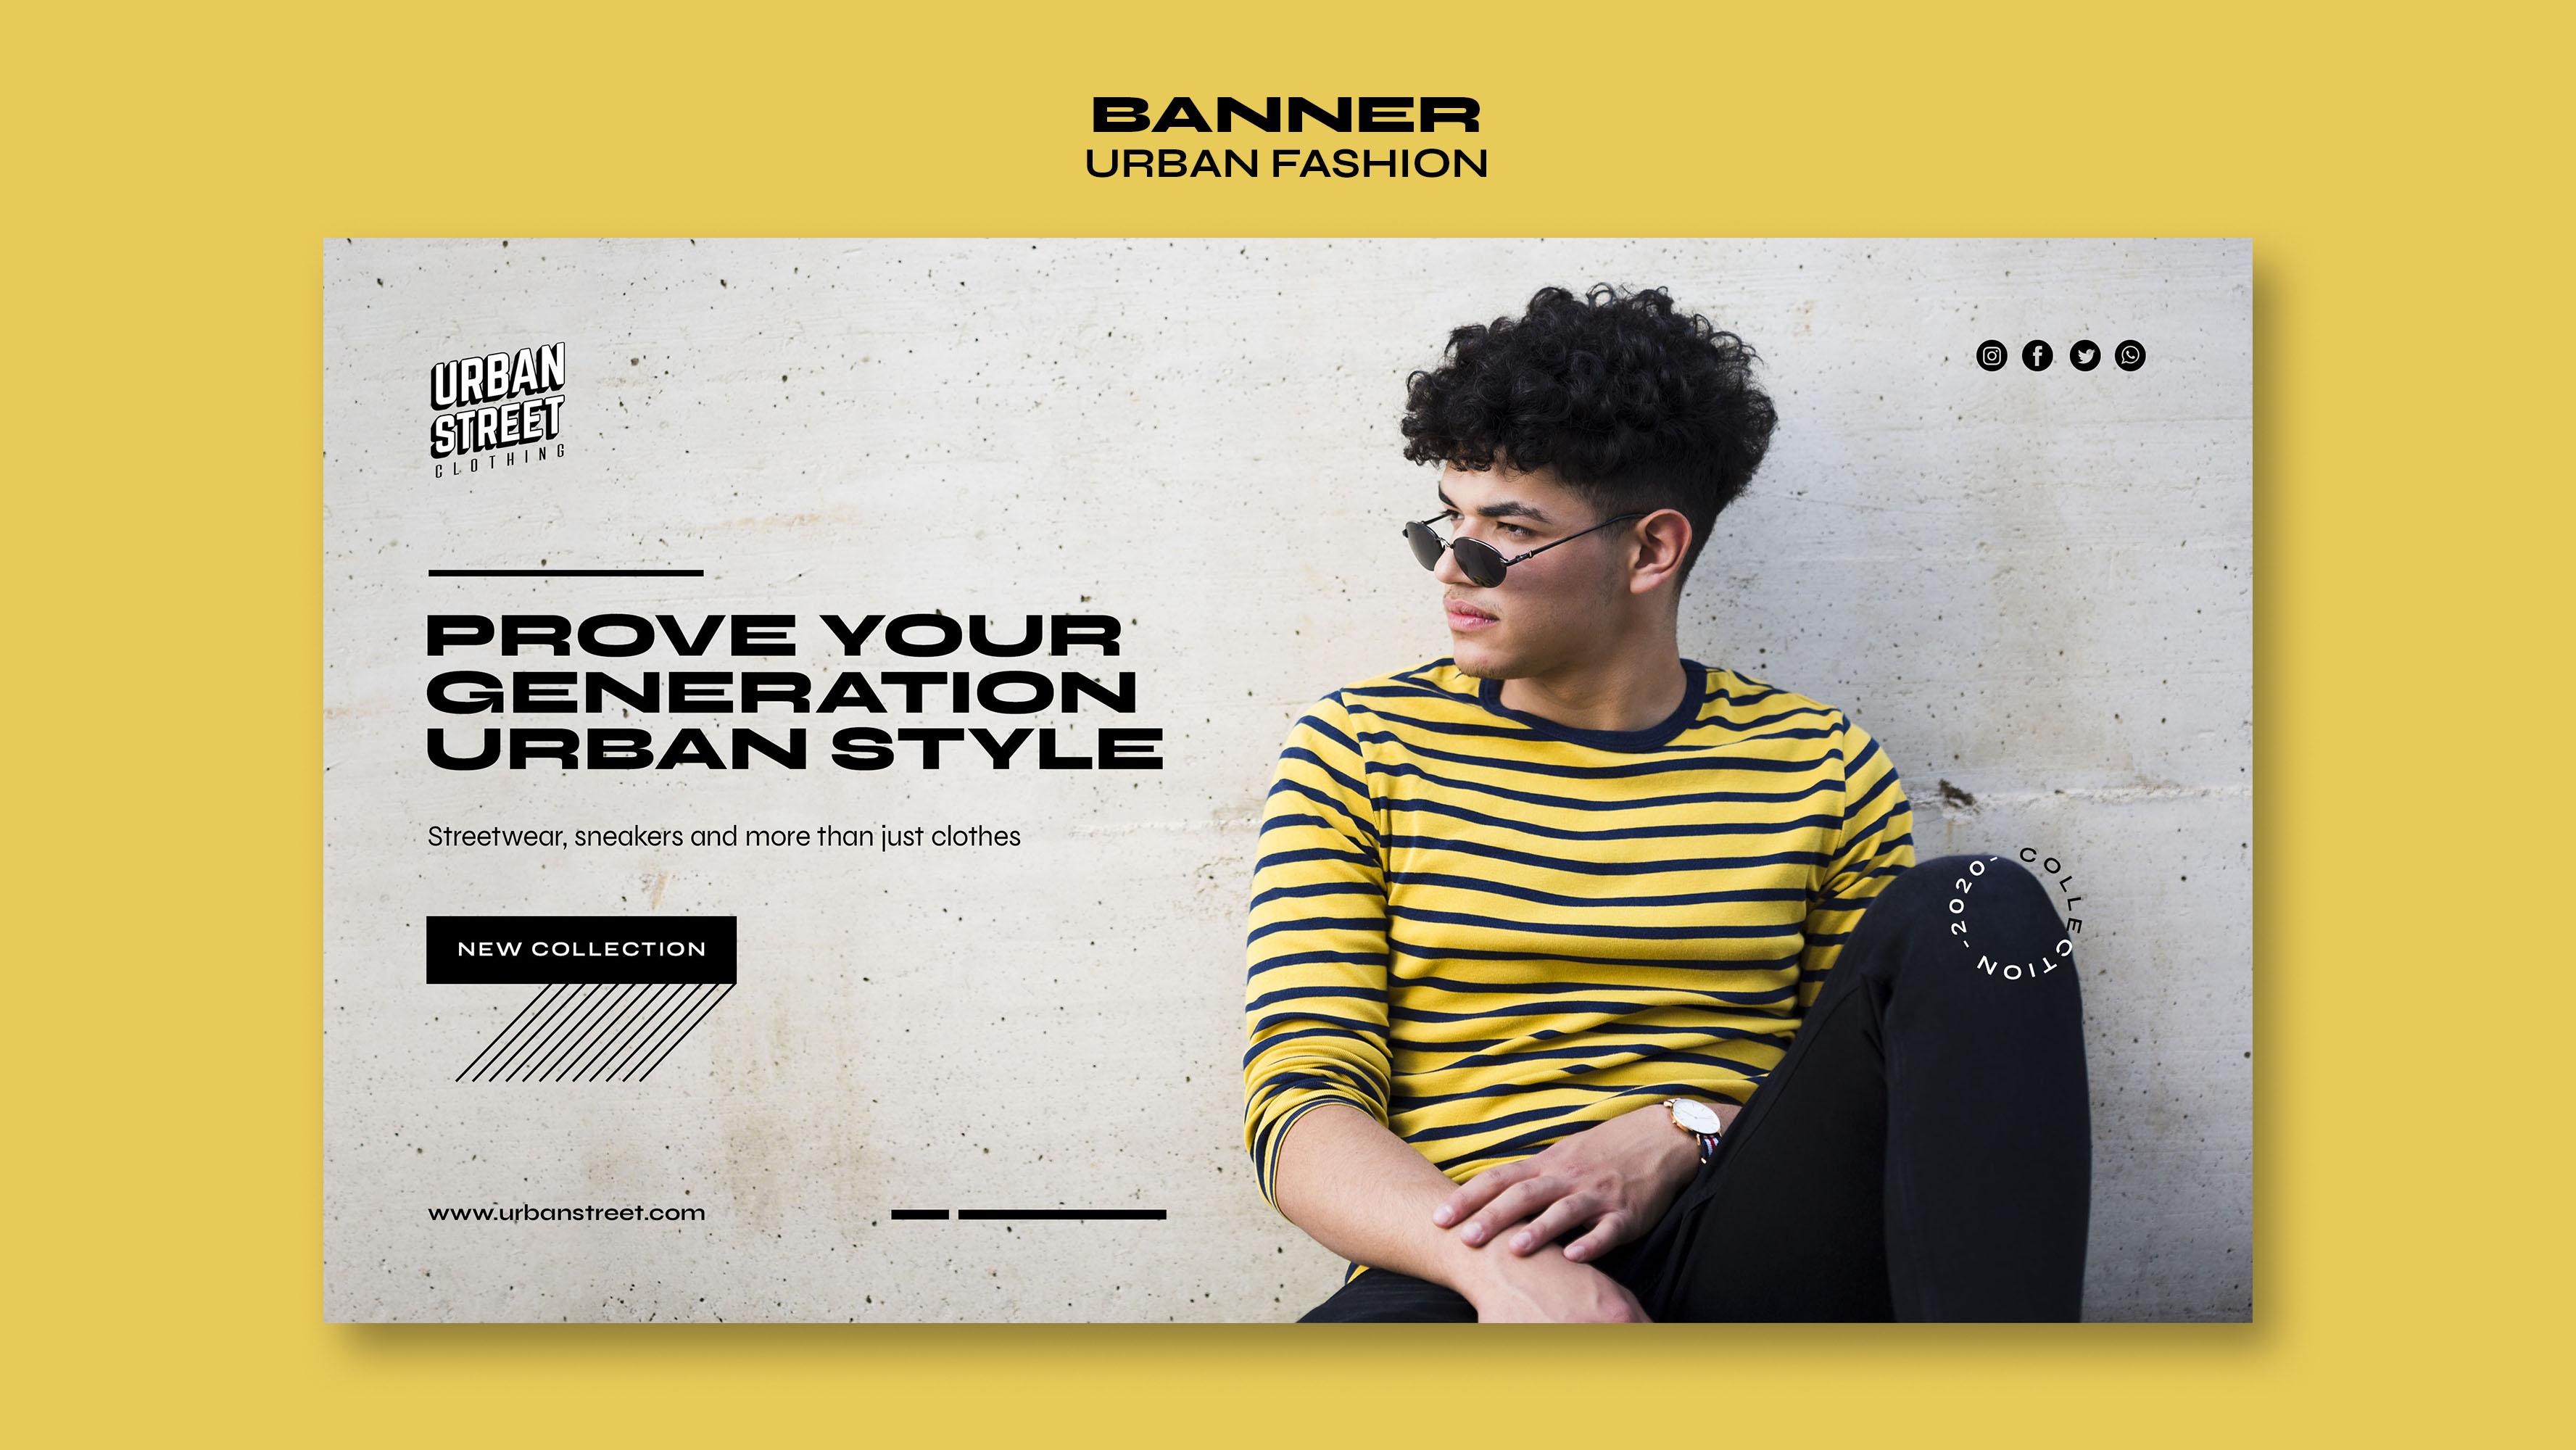 BANNER
URBAN FASHION
URBAN
STREET
CLOTHING
PROVE YOUR
GENERATION
URBAN STYLE
Streetwear, sneakers and more than just clothes
NEW COLLECTION
www.urbanstreet.com
COLLECTION -2020-